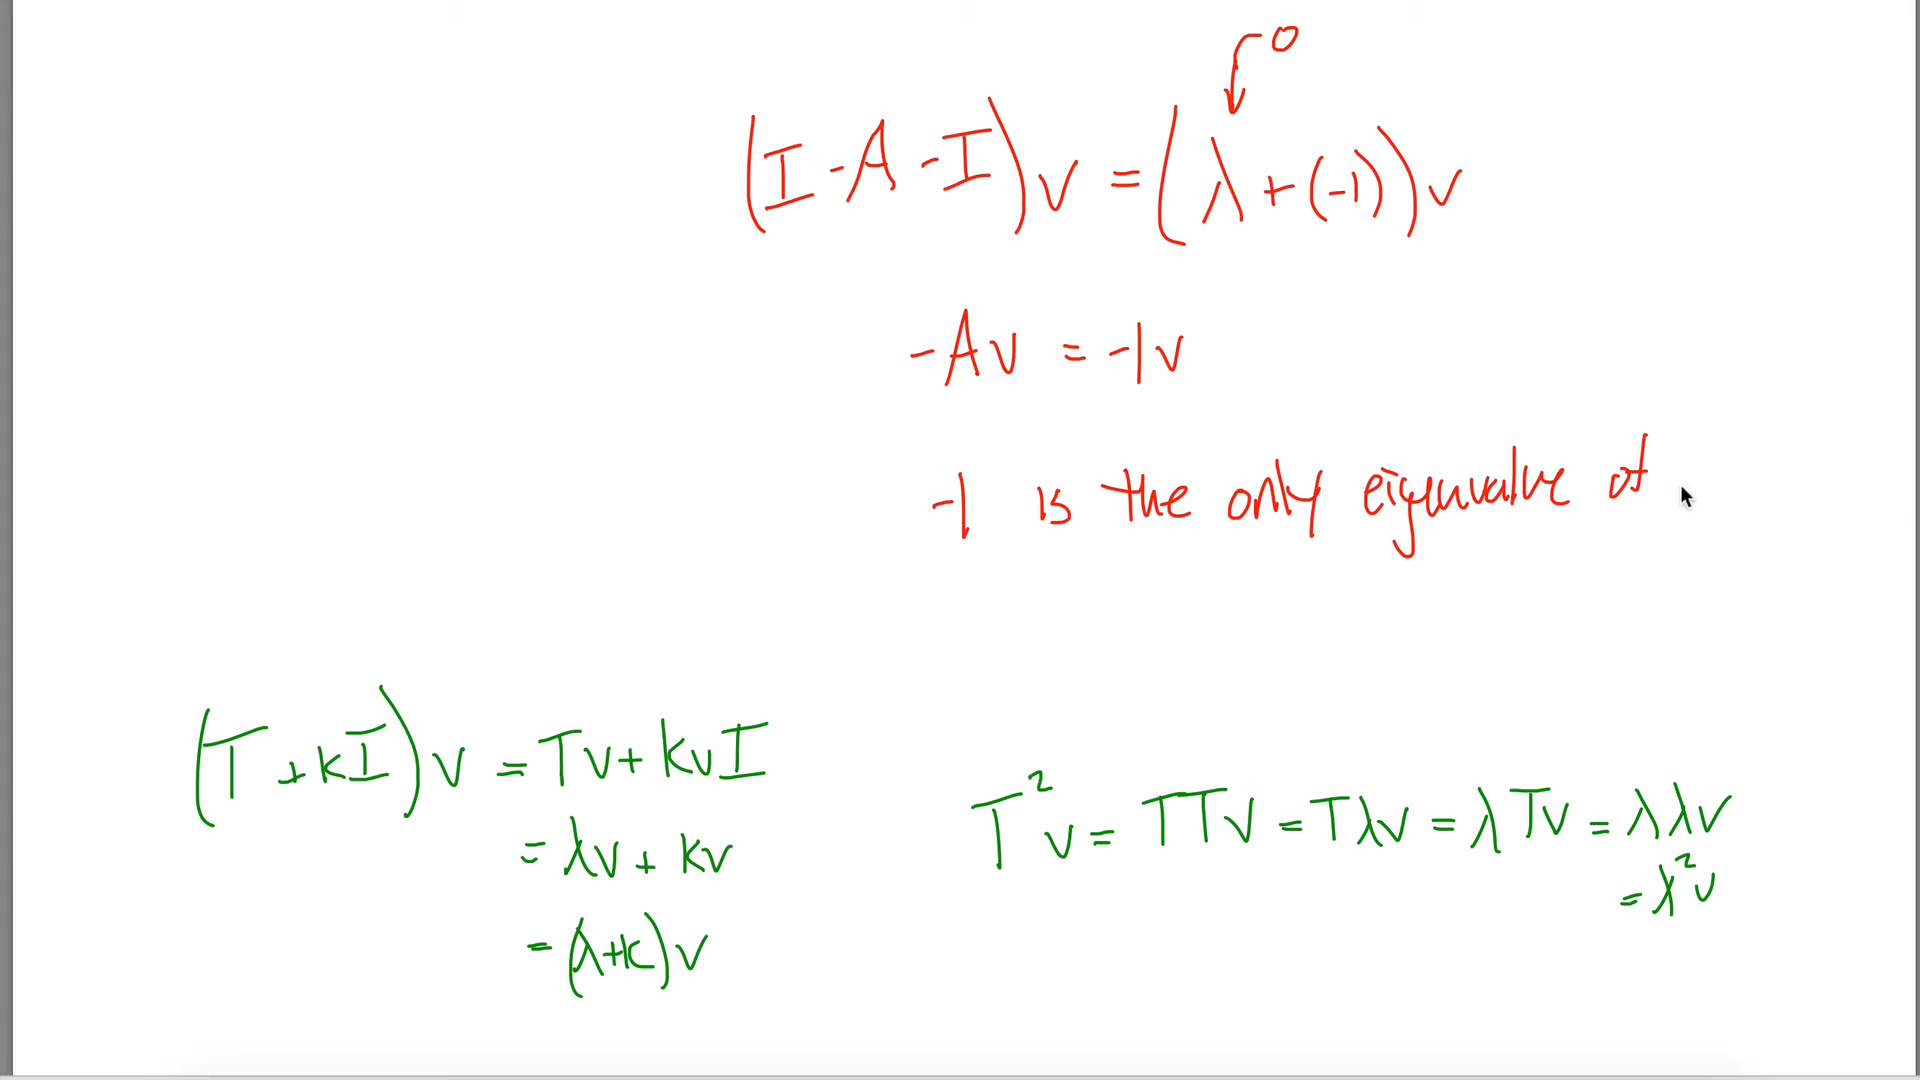 0
(I - A - I)v = (λ + (-1))v
-Av = -1v
-1 is the only eigenvalue of
(T + kI)v = Tv + kvI
= λv + kv
= (λ+k)v
T²v = TTv = Tλv = λTv = λλv
= λ²v